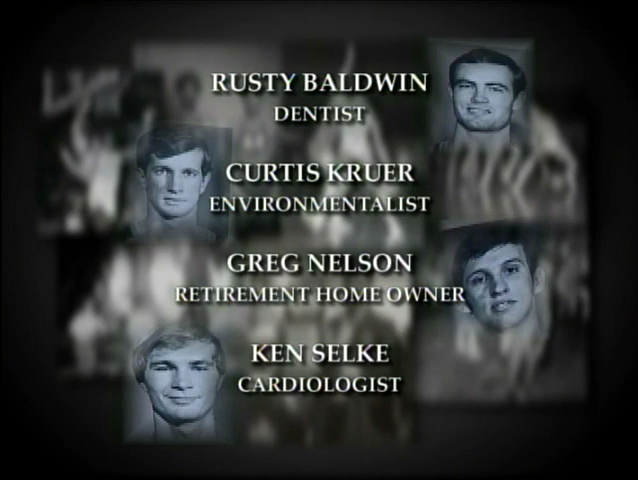 RUSTY BALDWIN
DENTIST
CURTIS KRUER
ENVIRONMENTALIST
GREG NELSON
RETIREMENT HOME OWNER
KEN SELKE
CARDIOLOGIST